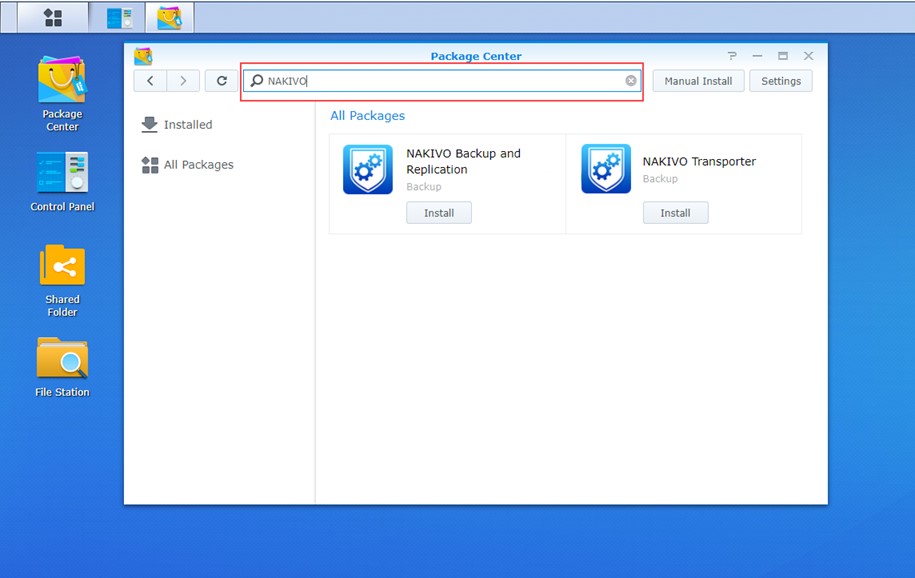 Package Center
NAKIVO
Manual Install
Settings
Package
Center
Control Panel
Shared
Folder
File Station
Installed
All Packages
All Packages
NAKIVO Backup and
Replication
Backup
Install
NAKIVO Transporter
Backup
Install